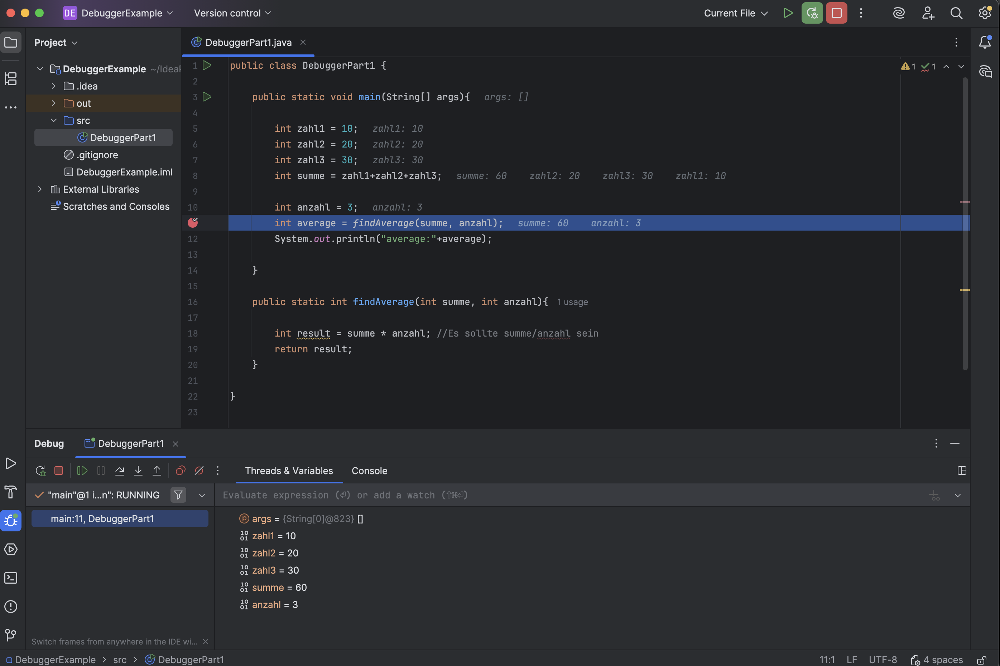 DE DebuggerExample Version control Current File
Project
DebuggerPart1.java
DebuggerExample ~/IdeaP
.idea
out
src
DebuggerPart1
.gitignore
DebuggerExample.iml
External Libraries
Scratches and Consoles
1 public class DebuggerPart1 {
1 1
2
3 public static void main(String[] args){ args: []
4
5 int zahl1 = 10; zahl1: 10
6 int zahl2 = 20; zahl2: 20
7 int zahl3 = 30; zahl3: 30
8 int summe = zahl1+zahl2+zahl3; summe: 60 zahl2: 20 zahl3: 30 zahl1: 10
9
10 int anzahl = 3; anzahl: 3
int average = findAverage(summe, anzahl); summe: 60 anzahl: 3
12 System.out.println("average:"+average);
13
14 }
15
16 public static int findAverage(int summe, int anzahl){ 1 usage
17
18 int result = summe * anzahl; //Es sollte summe/anzahl sein
19 return result;
20 }
21
22 }
23
Debug DebuggerPart1
Threads & Variables Console
"main"@1 i...n": RUNNING
Evaluate expression (⏎) or add a watch (⇧⌘⏎)
main:11, DebuggerPart1
args = {String[0]@823} []
zahl1 = 10
zahl2 = 20
zahl3 = 30
summe = 60
anzahl = 3
Switch frames from anywhere in the IDE wi...
DebuggerExample > src > DebuggerPart1 11:1 LF UTF-8 4 spaces